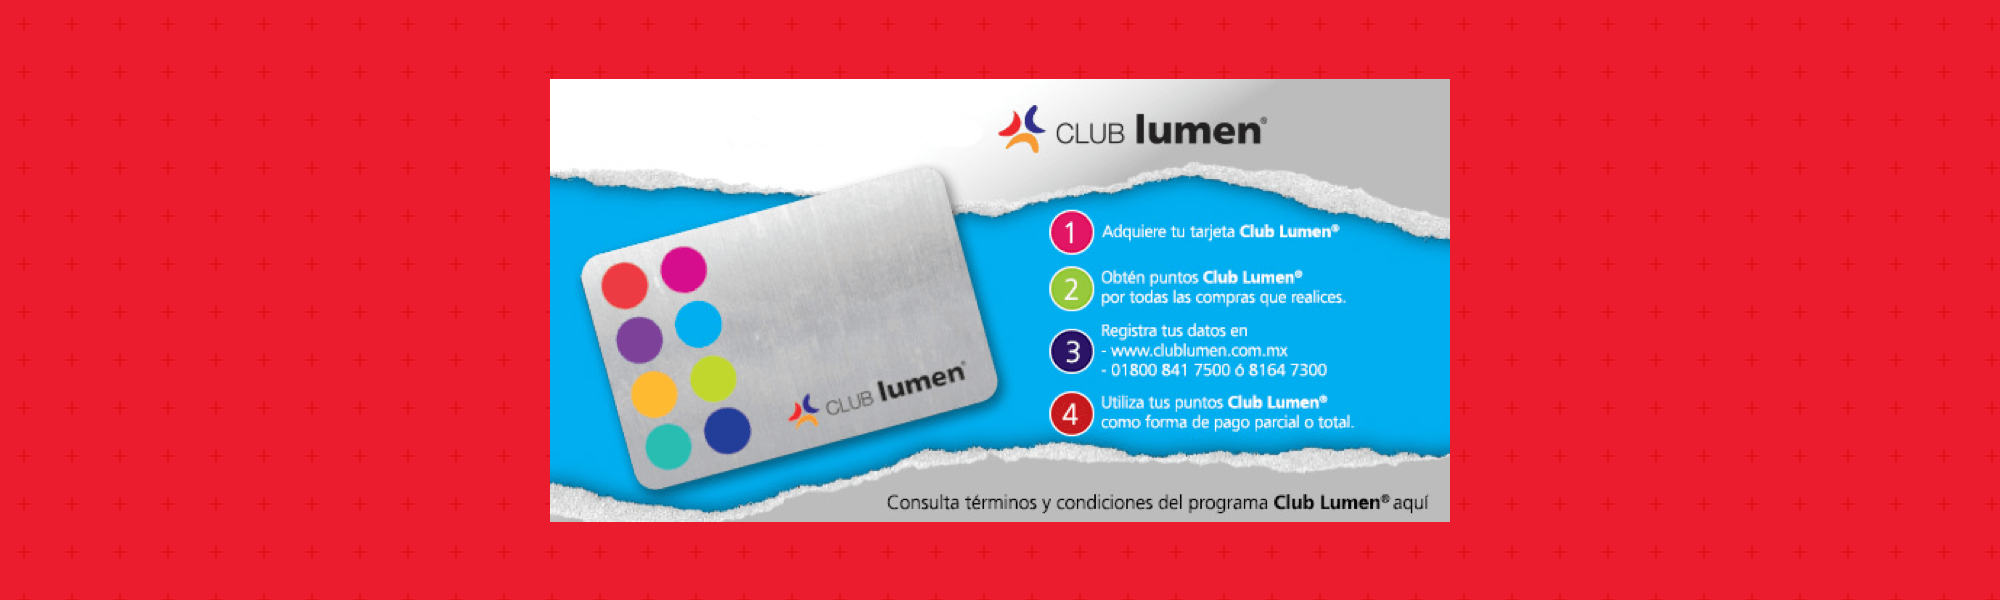 CLUB lumen®
1 Adquiere tu tarjeta Club Lumen®
2 Obtén puntos Club Lumen®
por todas las compras que realices.
3 Registra tus datos en
- www.clublumen.com.mx
- 01800 841 7500 ó 8164 7300
4 Utiliza tus puntos Club Lumen®
como forma de pago parcial o total.
CLUB lumen®
Consulta términos y condiciones del programa Club Lumen® aquí